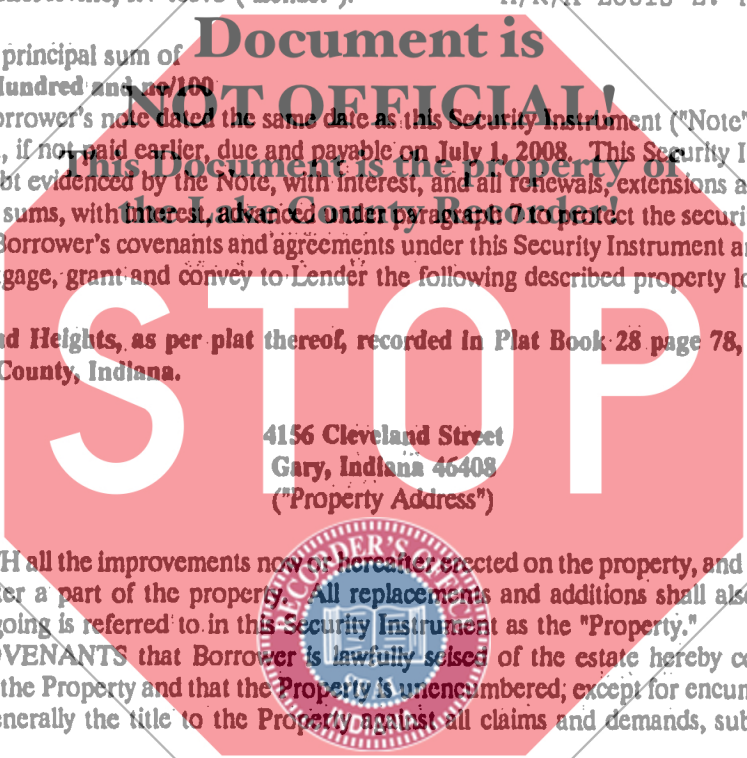 Document is
principal sum of
Hundred and no/100
NOT OFFICIAL!
orrower's note dated the same date as this Security Instrument ("Note"
, if not paid earlier, due and payable on July 1, 2008. This Security I
This Document is the property of
bt evidenced by the Note, with interest, and all renewals, extensions a
the Lake County Recorder!
sums, with interest, advanced under paragraph 7 to protect the securi
Borrower's covenants and agreements under this Security Instrument a
gage, grant and convey to Lender the following described property lo
STOP
d Heights, as per plat thereof, recorded in Plat Book 28 page 78,
County, Indiana.
4156 Cleveland Street
Gary, Indiana 46408
("Property Address")
H all the improvements now or hereafter erected on the property, and
er a part of the property. All replacements and additions shall also
going is referred to in this Security Instrument as the "Property."
VENANTS that Borrower is lawfully seised of the estate hereby co
the Property and that the Property is unencumbered; except for encum
enerally the title to the Property against all claims and demands, sub
RECORDER'S OFFICE
SEAL
INDIANA